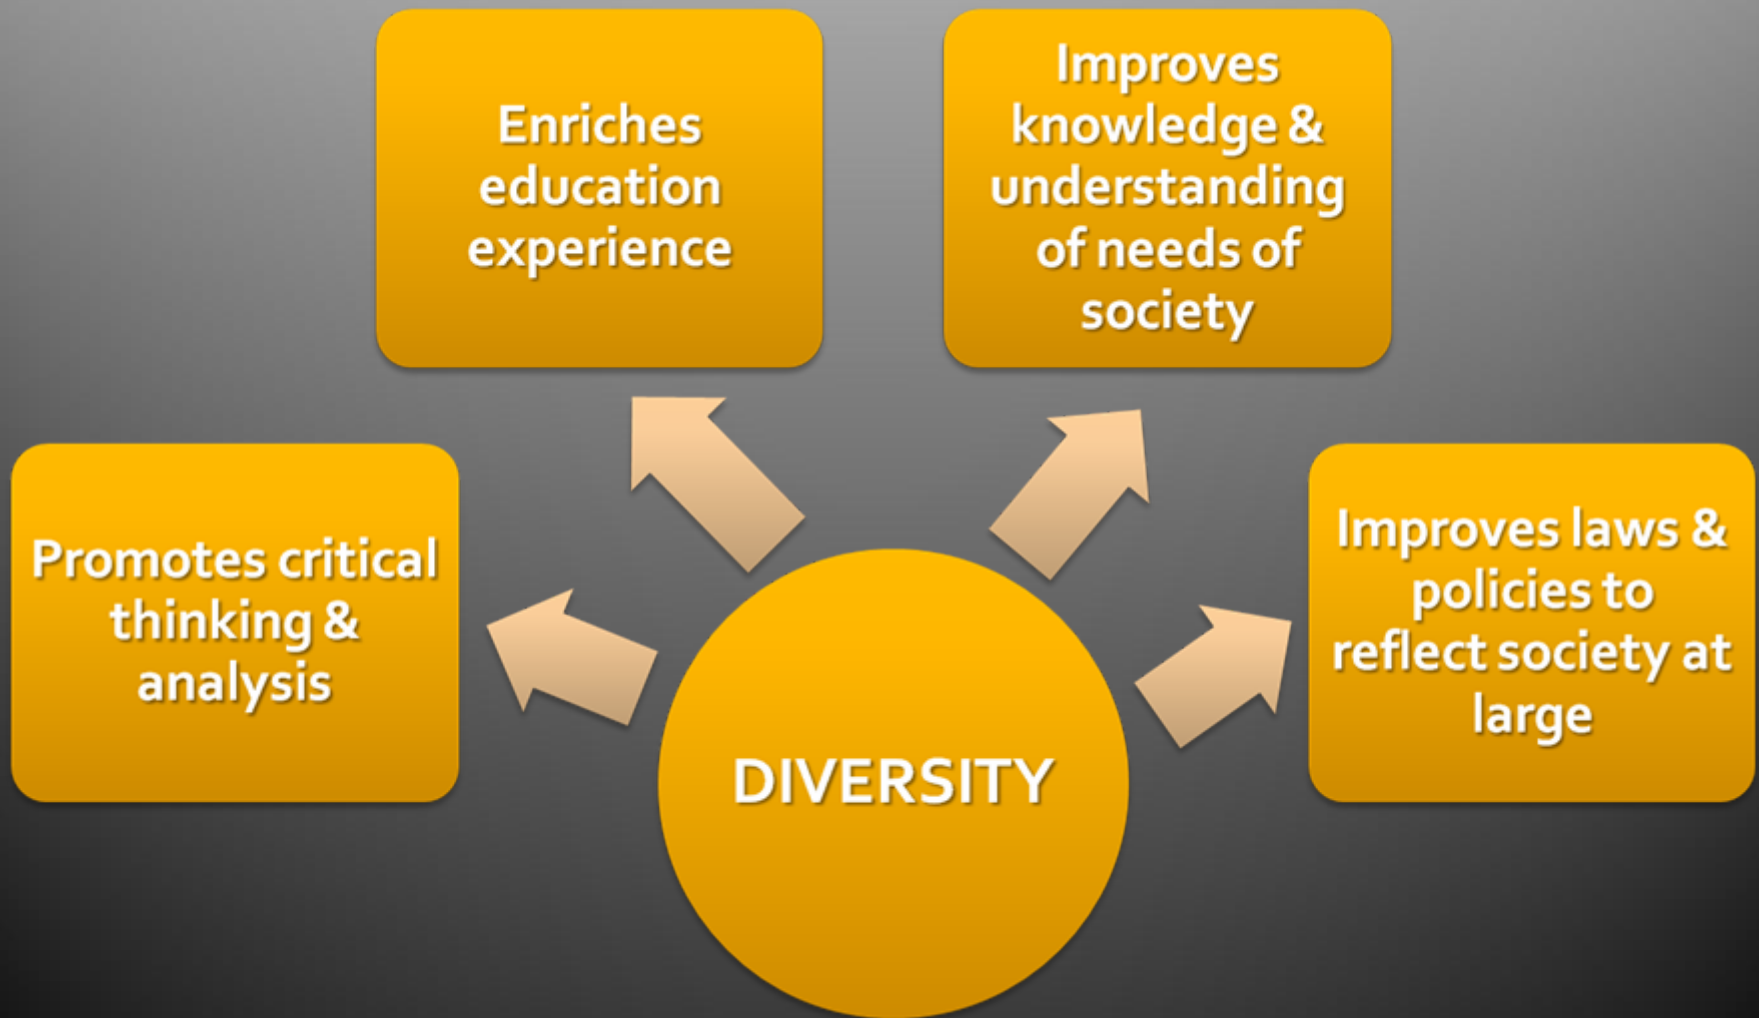 Enriches
education
experience
Improves
knowledge &
understanding
of needs of
society
Promotes critical
thinking &
analysis
Improves laws &
policies to
reflect society at
large
DIVERSITY